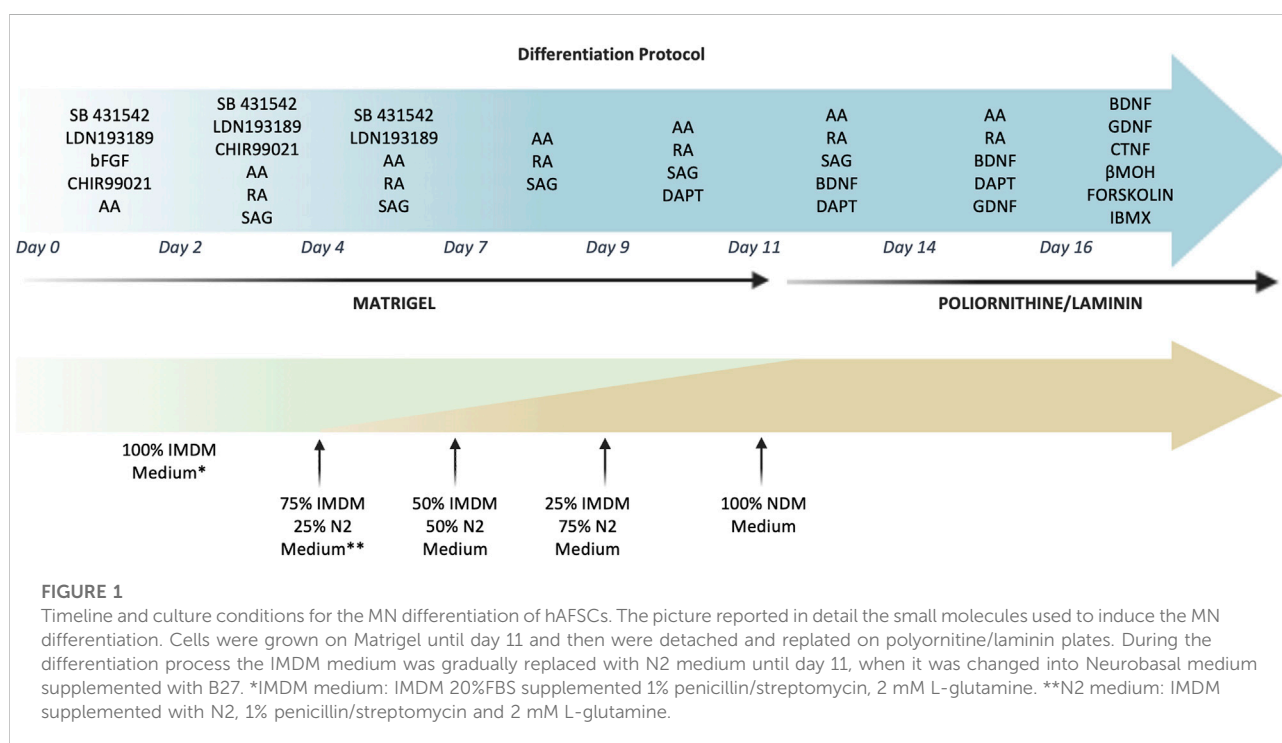 Differentiation Protocol
SB 431542
LDN193189
bFGF
CHIR99021
AA
SB 431542
LDN193189
CHIR99021
AA
RA
SAG
SB 431542
LDN193189
AA
RA
SAG
AA
RA
SAG
AA
RA
SAG
DAPT
AA
RA
SAG
BDNF
DAPT
AA
RA
BDNF
DAPT
GDNF
BDNF
GDNF
CTNF
βMOH
FORSKOLIN
IBMX
Day 0 Day 2 Day 4 Day 7 Day 9 Day 11 Day 14 Day 16
MATRIGEL
POLIORNITHINE/LAMININ
100% IMDM
Medium*
75% IMDM
25% N2
Medium**
50% IMDM
50% N2
Medium
25% IMDM
75% N2
Medium
100% NDM
Medium
FIGURE 1
Timeline and culture conditions for the MN differentiation of hAFSCs. The picture reported in detail the small molecules used to induce the MN
differentiation. Cells were grown on Matrigel until day 11 and then were detached and replated on polyornitine/laminin plates. During the
differentiation process the IMDM medium was gradually replaced with N2 medium until day 11, when it was changed into Neurobasal medium
supplemented with B27. *IMDM medium: IMDM 20%FBS supplemented 1% penicillin/streptomycin, 2 mM L-glutamine. **N2 medium: IMDM
supplemented with N2, 1% penicillin/streptomycin and 2 mM L-glutamine.